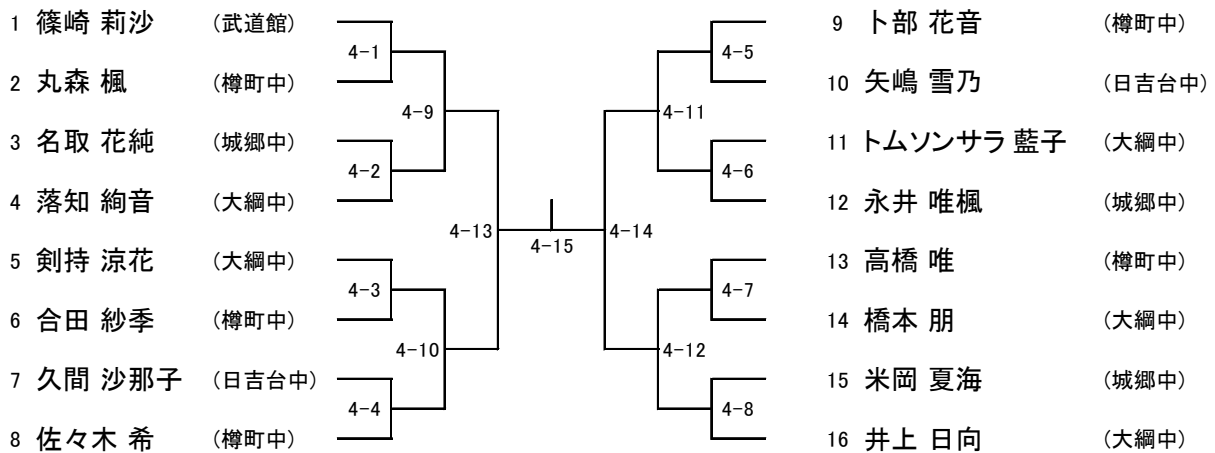 1 篠崎 莉沙 （武道館）
2 丸森 楓 （樽町中）
3 名取 花純 （城郷中）
4 落知 絢音 （大綱中）
5 剣持 涼花 （大綱中）
6 合田 紗季 （樽町中）
7 久間 沙那子 （日吉台中）
8 佐々木 希 （樽町中）
4-1
4-2
4-3
4-4
4-9
4-10
4-13
4-15
4-14
4-11
4-12
4-5
4-6
4-7
4-8
9 卜部 花音 （樽町中）
10 矢嶋 雪乃 （日吉台中）
11 トムソンサラ 藍子 （大綱中）
12 永井 唯楓 （城郷中）
13 高橋 唯 （樽町中）
14 橋本 朋 （大綱中）
15 米岡 夏海 （城郷中）
16 井上 日向 （大綱中）